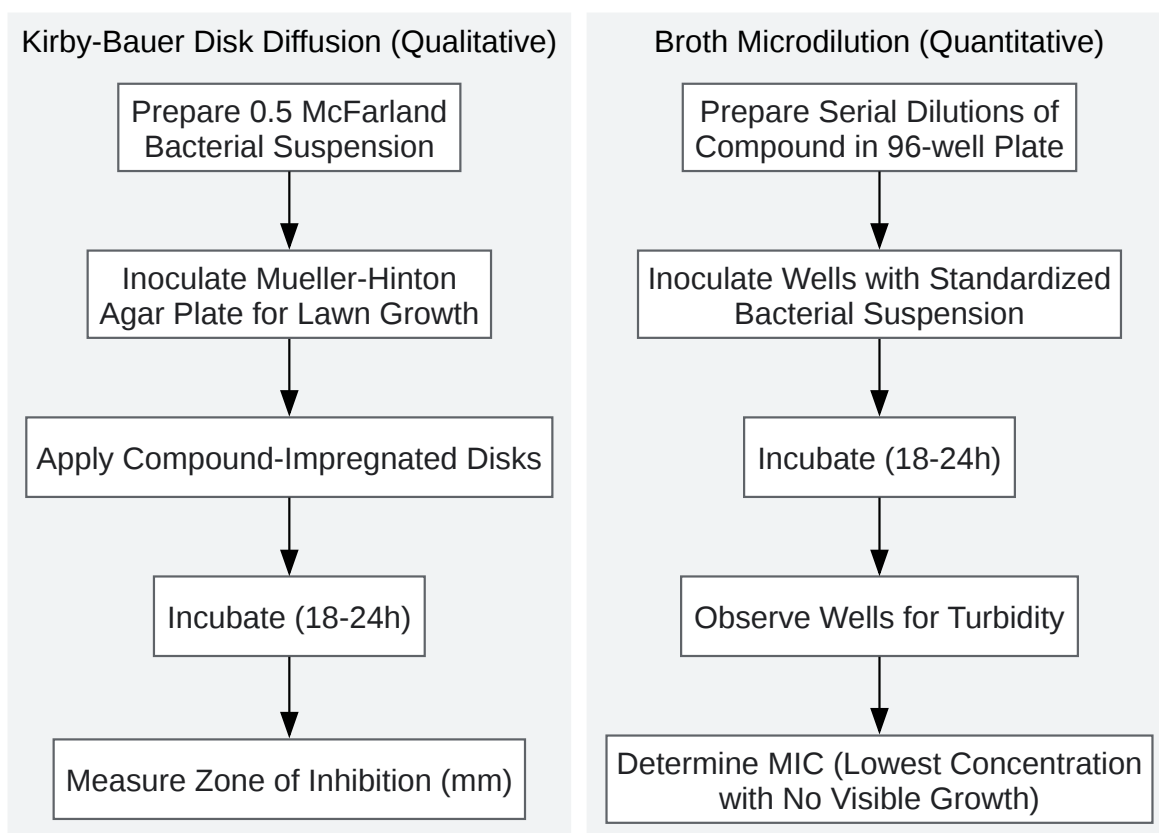 Kirby-Bauer Disk Diffusion (Qualitative)
Prepare 0.5 McFarland
Bacterial Suspension
Inoculate Mueller-Hinton
Agar Plate for Lawn Growth
Apply Compound-Impregnated Disks
Incubate (18-24h)
Measure Zone of Inhibition (mm)
Broth Microdilution (Quantitative)
Prepare Serial Dilutions of
Compound in 96-well Plate
Inoculate Wells with Standardized
Bacterial Suspension
Incubate (18-24h)
Observe Wells for Turbidity
Determine MIC (Lowest Concentration
with No Visible Growth)